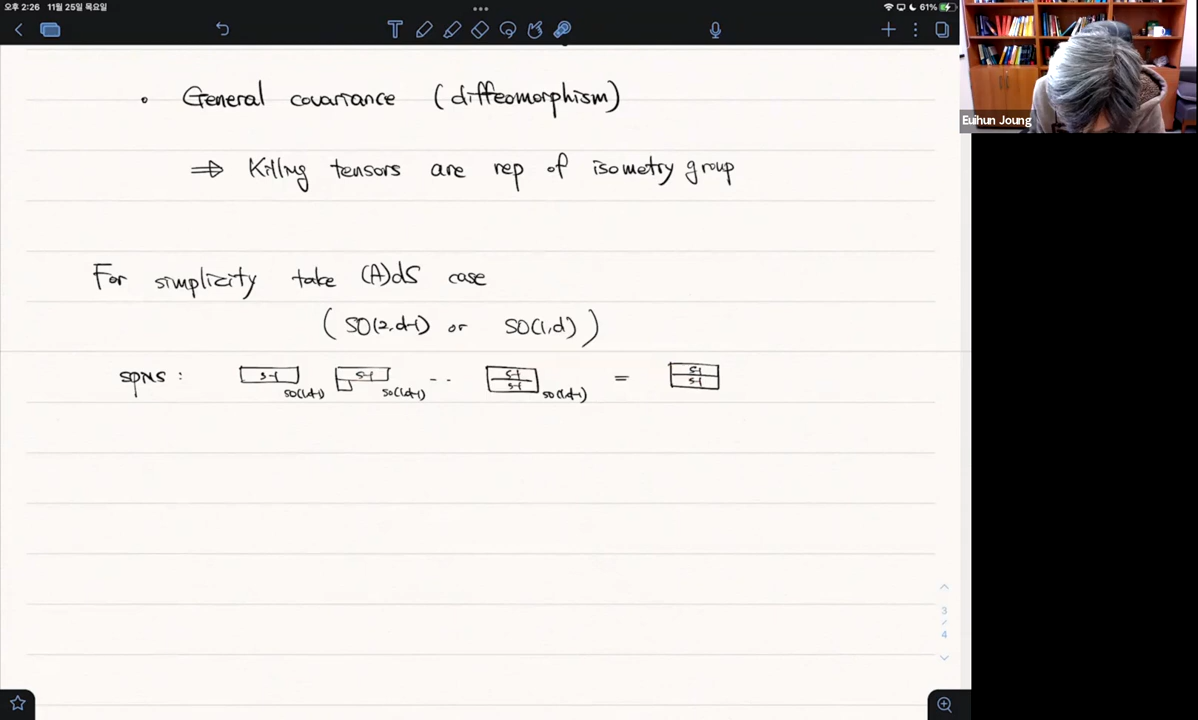 오후 2:26 11월 25일 목요일
61%
• General covariance (diffeomorphism)
⇒ Killing tensors are rep of isometry group
For simplicity take (A)dS case
(SO(2,d-1) or SO(1,d))
s-1 SO(1,d-1) s-1 SO(1,d-1) -- s-1 s-1 SO(1,d-1) = s-1 s-1
3
/
4
Euihun Joung